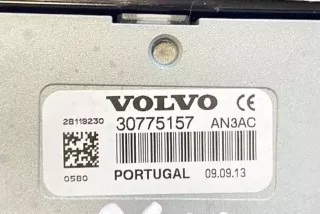 VOLVO CE
28119230 30775157 AN3AC
0580
PORTUGAL 09.09.13